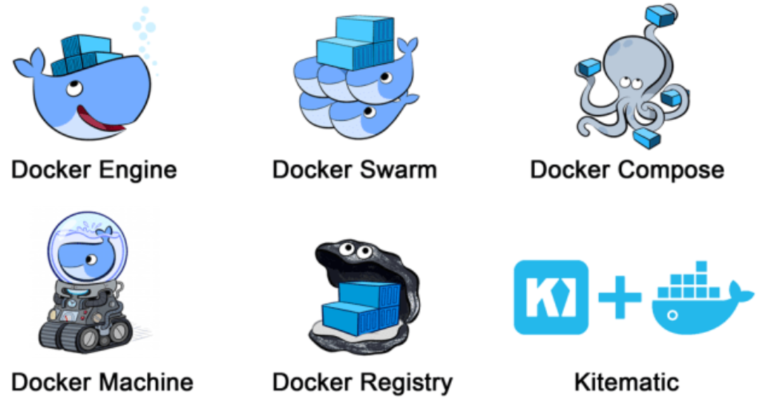 Docker Engine
Docker Swarm
Docker Compose
Docker Machine
Docker Registry
K
Kitematic